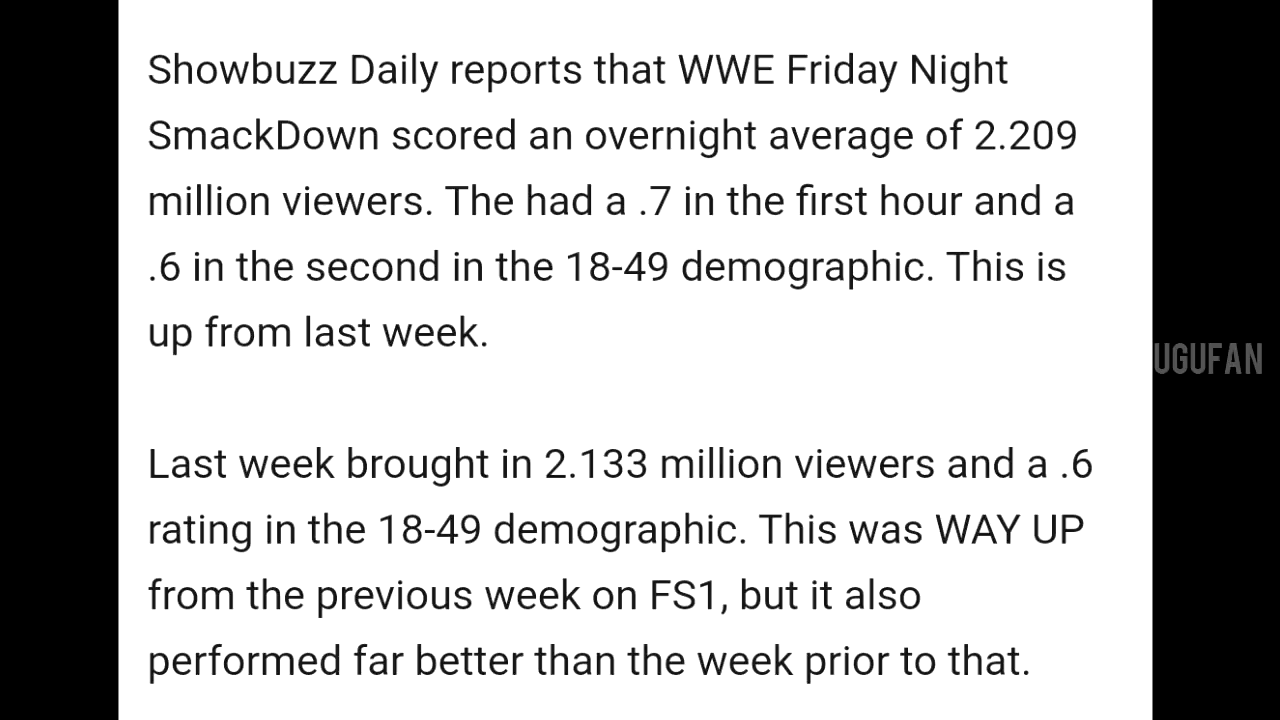 Showbuzz Daily reports that WWE Friday Night
SmackDown scored an overnight average of 2.209
million viewers. The had a .7 in the first hour and a
.6 in the second in the 18-49 demographic. This is
up from last week.
Last week brought in 2.133 million viewers and a .6
rating in the 18-49 demographic. This was WAY UP
from the previous week on FS1, but it also
performed far better than the week prior to that.
UGUFAN